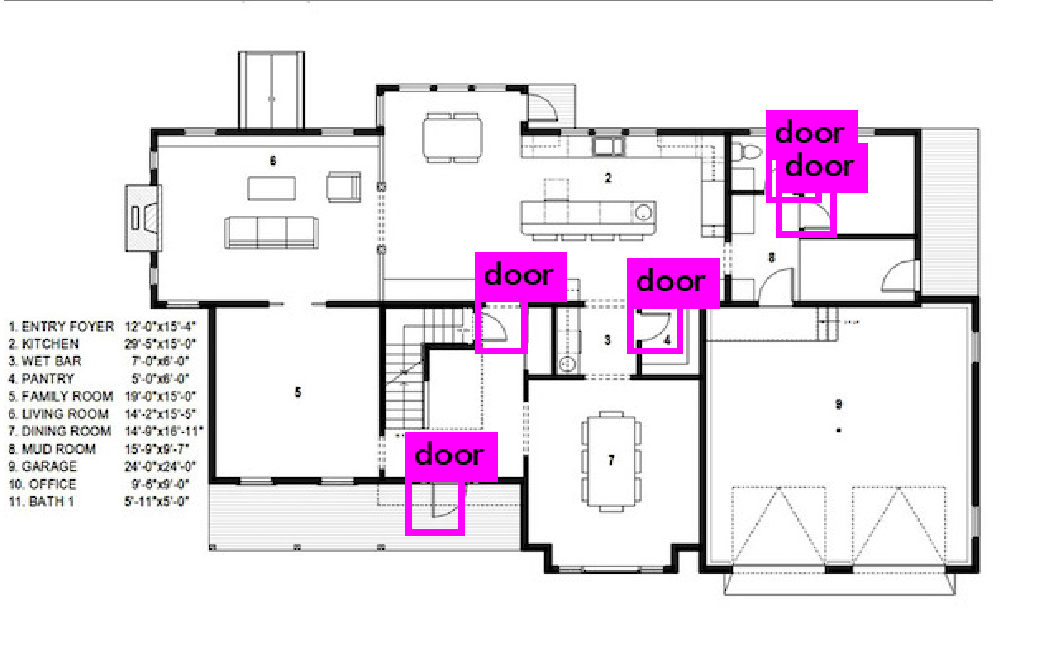 door
door
6
2
8
door
door
1. ENTRY FOYER 12'-0"x15'-4"
2. KITCHEN 29'-5"x15'-0"
3. WET BAR 7'-0"x6'-0"
4. PANTRY 5'-0"x6'-0"
5. FAMILY ROOM 19'-0"x15'-0"
6. LIVING ROOM 14'-2"x15'-5"
7. DINING ROOM 14'-9"x16'-11"
8. MUD ROOM 15'-9"x9'-7"
9. GARAGE 24'-0"x24'-0"
10. OFFICE 9'-6"x9'-0"
11. BATH 1 5'-11"x5'-0"
3
4
5
9
door
7